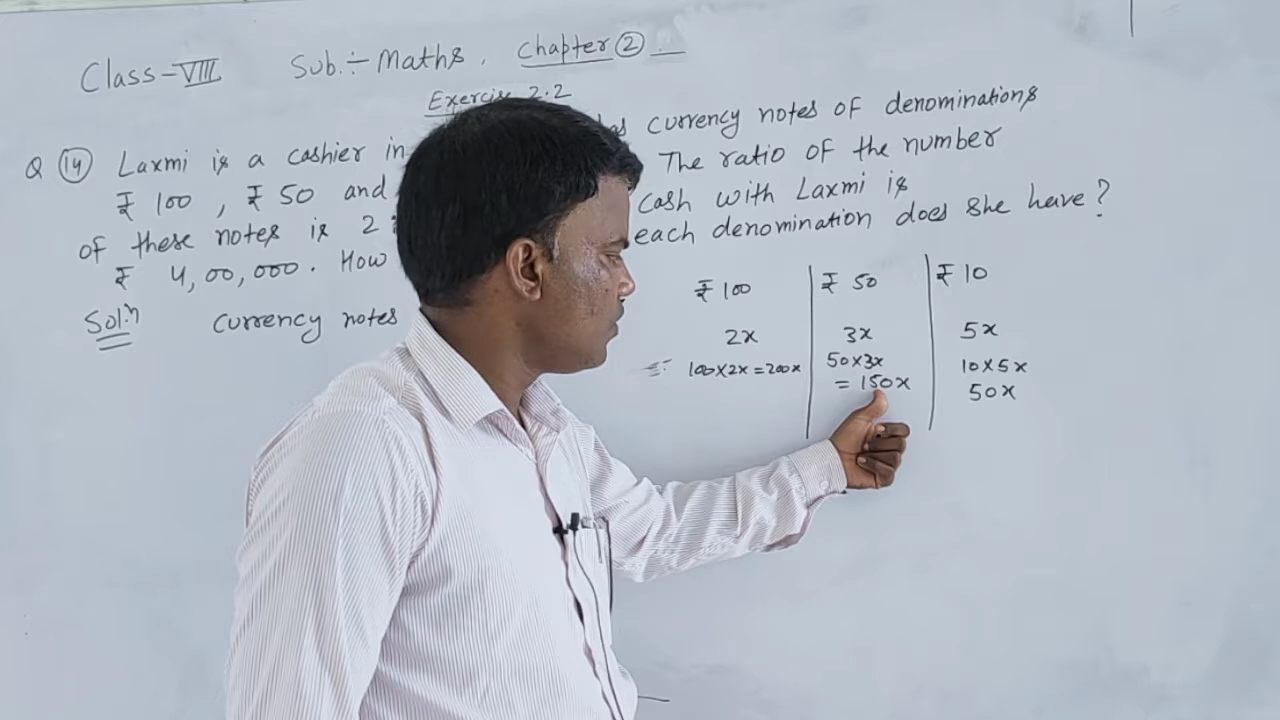 Class-VIII Sub.:- Maths, Chapter 2
Exercise 2.2
Q 14 Laxmi is a cashier in currency notes of denominations
₹ 100, ₹ 50 and The ratio of the number
of these notes is 2 cash with Laxmi is
₹ 4,00,000. How each denomination does she have?
Sol.n currency notes
₹ 100 ₹ 50 ₹ 10
2x 3x 5x
100×2x=200x 50×3x 10×5x
= 150x 50x